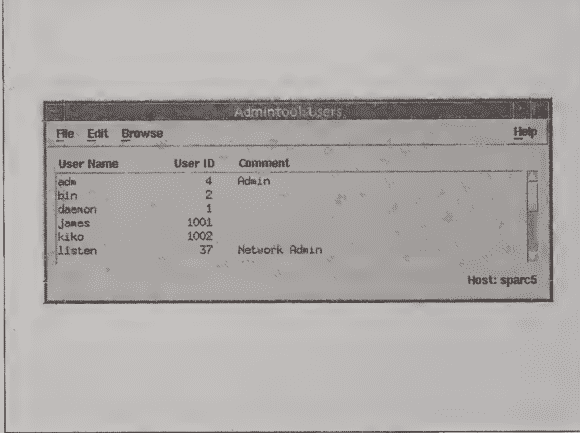 Admintool:Users
File Edit Browse Help
User Name User ID Comment
adm 4 Admin
bin 2
daemon 1
james 1001
kiko 1002
listen 37 Network Admin
Host: sparc5